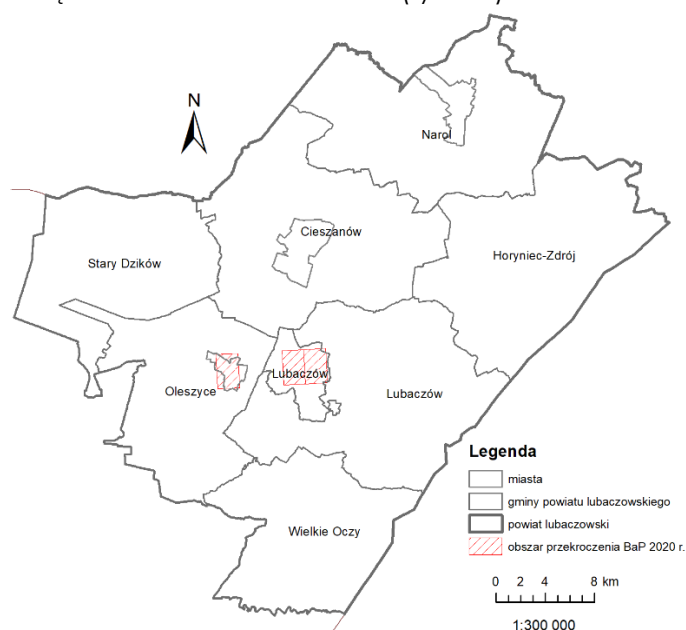 N
Narol
Cieszanów
Stary Dzików
Horyniec-Zdrój
Lubaczów
Oleszyce
Lubaczów
Wielkie Oczy
Legenda
miasta
gminy powiatu lubaczowskiego
powiat lubaczowski
obszar przekroczenia BaP 2020 r.
0 2 4 8 km
1:300 000